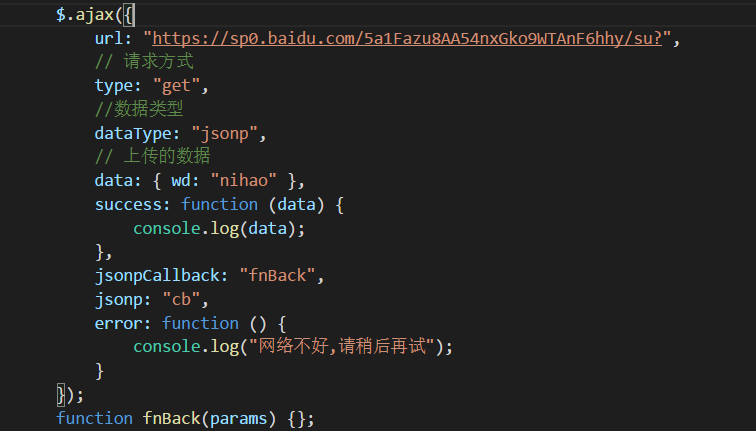 $.ajax({
url: "https://sp0.baidu.com/5a1Fazu8AA54nxGko9WTAnF6hhy/su?",
// 请求方式
type: "get",
//数据类型
dataType: "jsonp",
// 上传的数据
data: { wd: "nihao" },
success: function (data) {
console.log(data);
},
jsonpCallback: "fnBack",
jsonp: "cb",
error: function () {
console.log("网络不好,请稍后再试");
}
});
function fnBack(params) {};